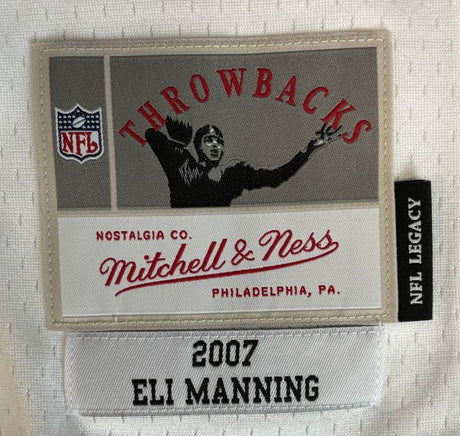 THROWBACKS
NFL
NOSTALGIA CO.
Mitchell & Ness
PHILADELPHIA, PA.
NFL LEGACY
2007
ELI MANNING